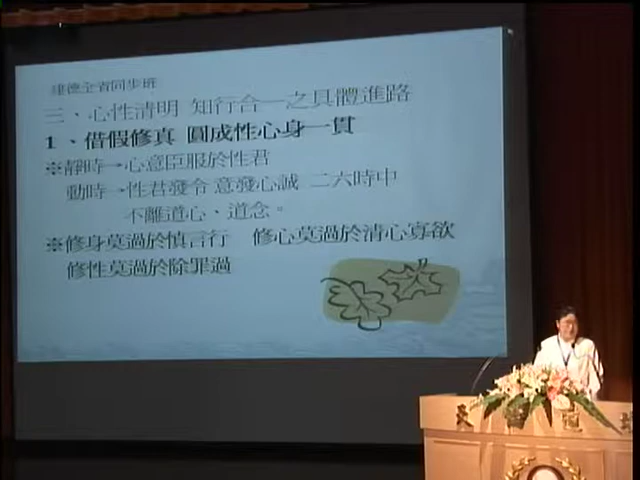 建德全省同步班
三、心性清明 知行合一之具體進路
1、借假修真 圓成性心身一貫
※靜時→心意臣服於性君
動時→性君發令 意發心誠 二六時中
不離道心、道念。
※修身莫過於慎言行 修心莫過於清心寡欲
修性莫過於除罪過